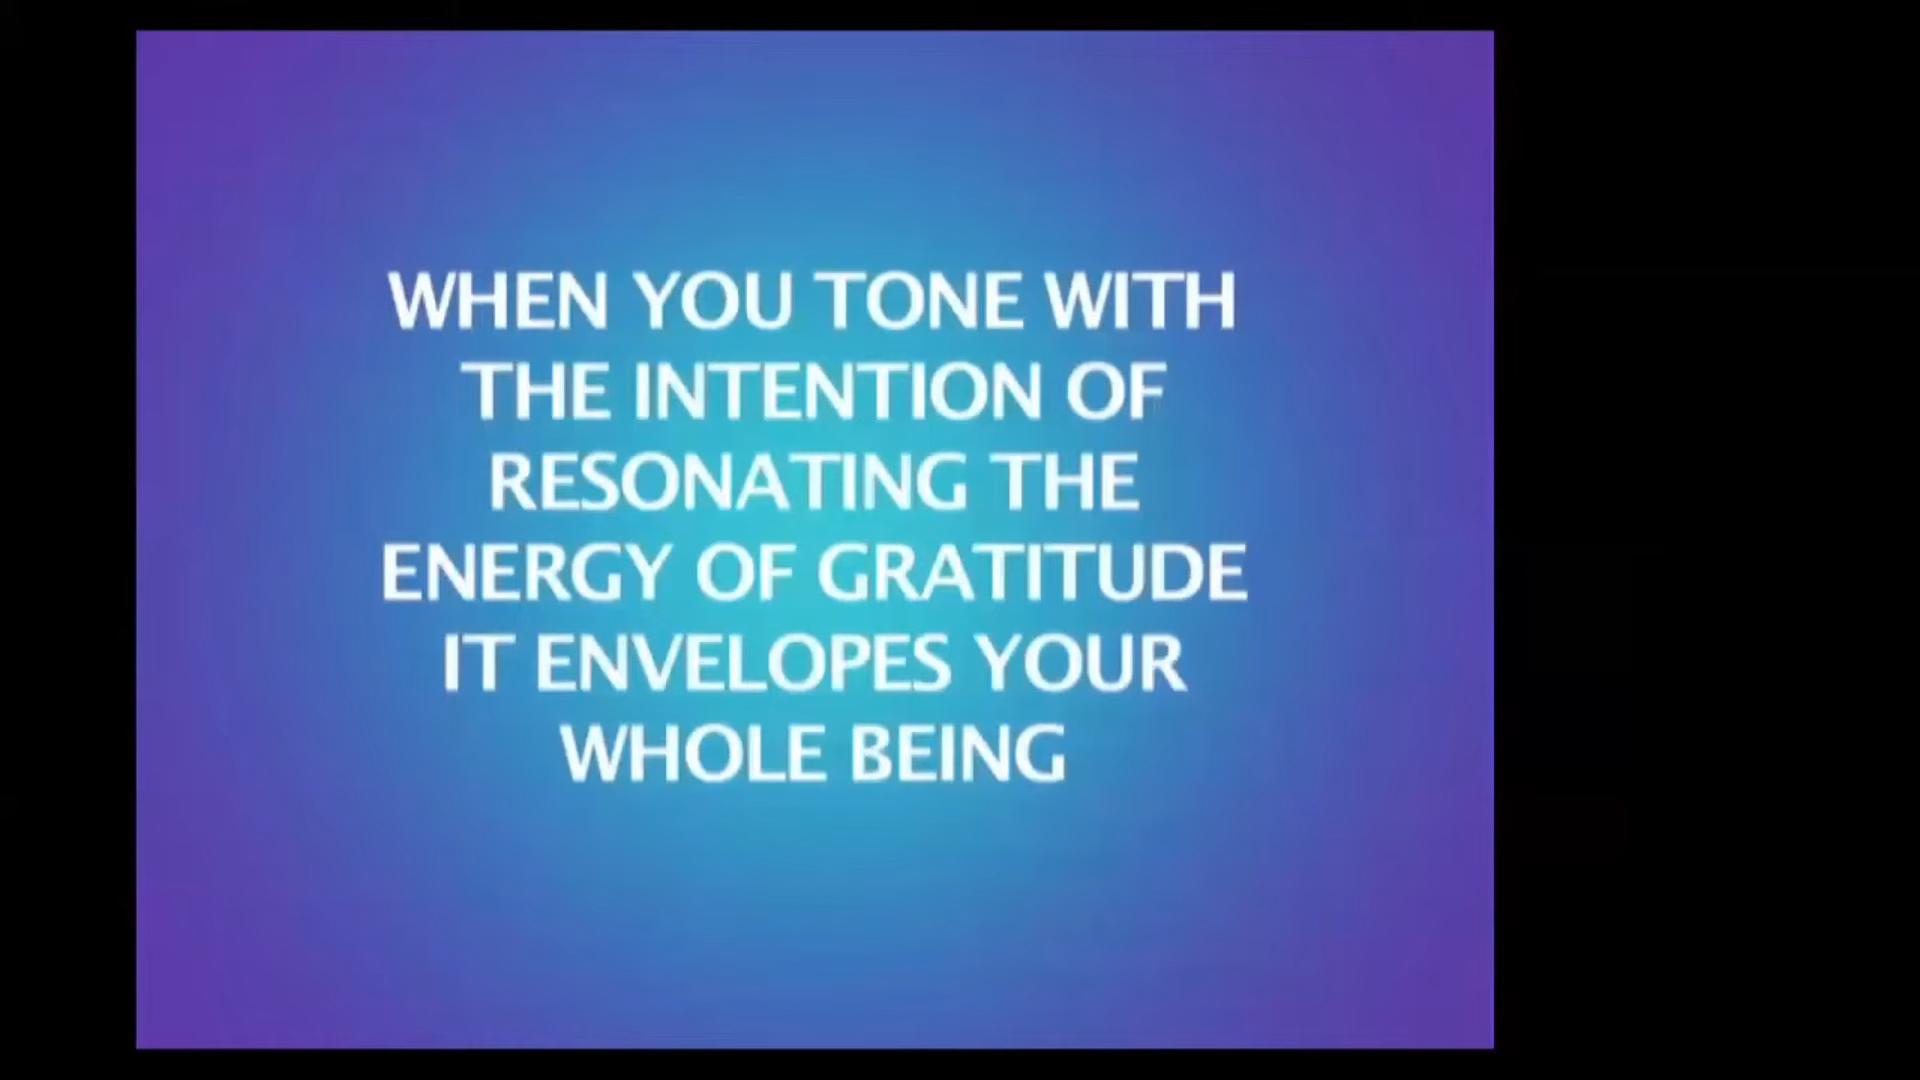 WHEN YOU TONE WITH
THE INTENTION OF
RESONATING THE
ENERGY OF GRATITUDE
IT ENVELOPES YOUR
WHOLE BEING